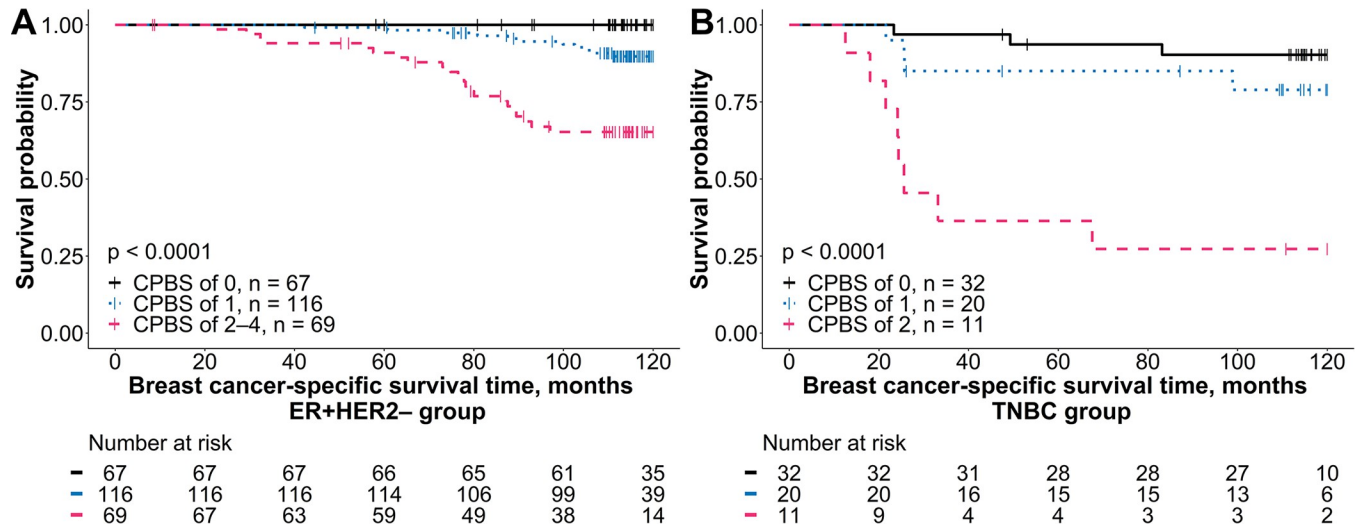 A
Survival probability
1.00
0.75
0.50
0.25
0.00
p < 0.0001
CPBS of 0, n = 67
CPBS of 1, n = 116
CPBS of 2–4, n = 69
0 20 40 60 80 100 120
Breast cancer-specific survival time, months
ER+HER2– group
Number at risk
67 67 67 66 65 61 35
116 116 116 114 106 99 39
69 67 63 59 49 38 14
B
Survival probability
1.00
0.75
0.50
0.25
0.00
p < 0.0001
CPBS of 0, n = 32
CPBS of 1, n = 20
CPBS of 2, n = 11
0 20 40 60 80 100 120
Breast cancer-specific survival time, months
TNBC group
Number at risk
32 32 31 28 28 27 10
20 20 16 15 15 13 6
11 9 4 4 3 3 2